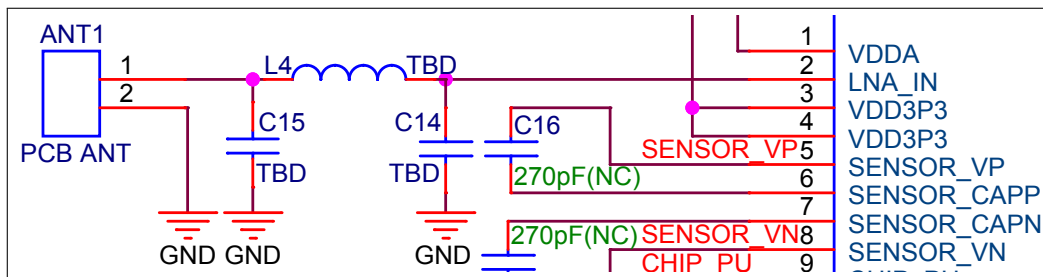 ANT1
1
2
PCB ANT
L4
TBD
C15
TBD
C14
TBD
C16
270pF(NC)
270pF(NC)
GND
GND
GND
SENSOR_VP
SENSOR_VN
CHIP_PU
1
VDDA
2
LNA_IN
3
VDD3P3
4
VDD3P3
5
SENSOR_VP
6
SENSOR_CAPP
7
SENSOR_CAPN
8
SENSOR_VN
9
CHIP_PU